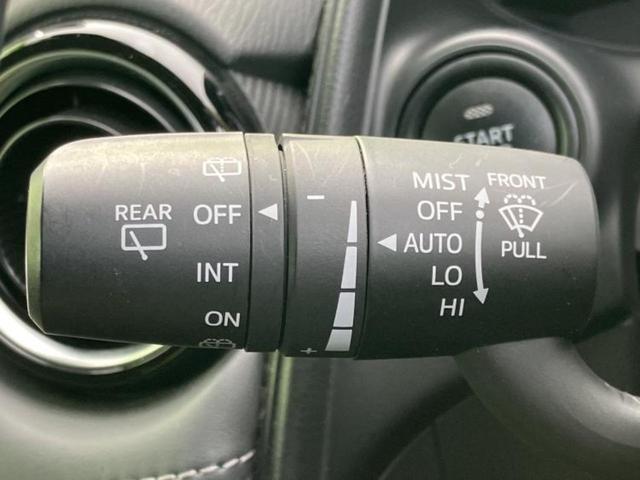 REAR
OFF
INT
ON
−
+
MIST
OFF
AUTO
LO
HI
FRONT
PULL
START